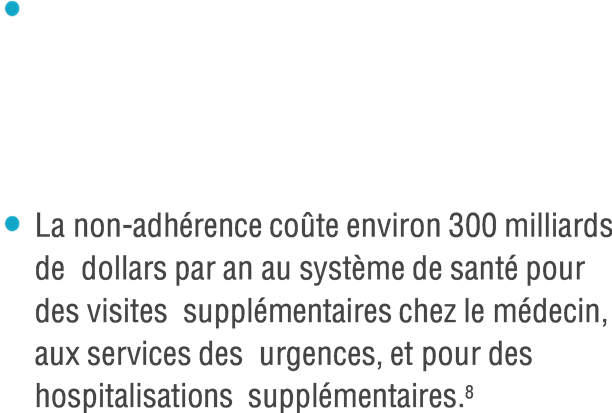 •
• La non-adhérence coûte environ 300 milliards
de  dollars par an au système de santé pour
des visites  supplémentaires chez le médecin,
aux services des  urgences, et pour des
hospitalisations  supplémentaires.⁸